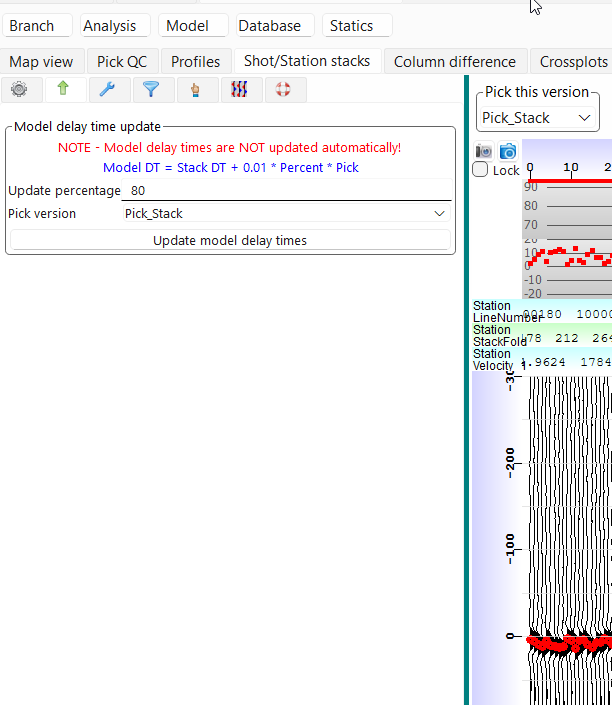 Branch Analysis Model Database Statics
Map view Pick QC Profiles Shot/Station stacks Column difference Crossplots
Model delay time update
NOTE - Model delay times are NOT updated automatically!
Model DT = Stack DT + 0.01 * Percent * Pick
Update percentage 80
Pick version Pick_Stack
Update model delay times
Pick this version
Pick_Stack
Lock
0 10 2
90
80
70
20
10
0
-10
-20
Station
LineNumber 00180 10000
Station
StackFold 178 212 264
Station
Velocity_1 1.9624 1784
-30
-200
-100
0